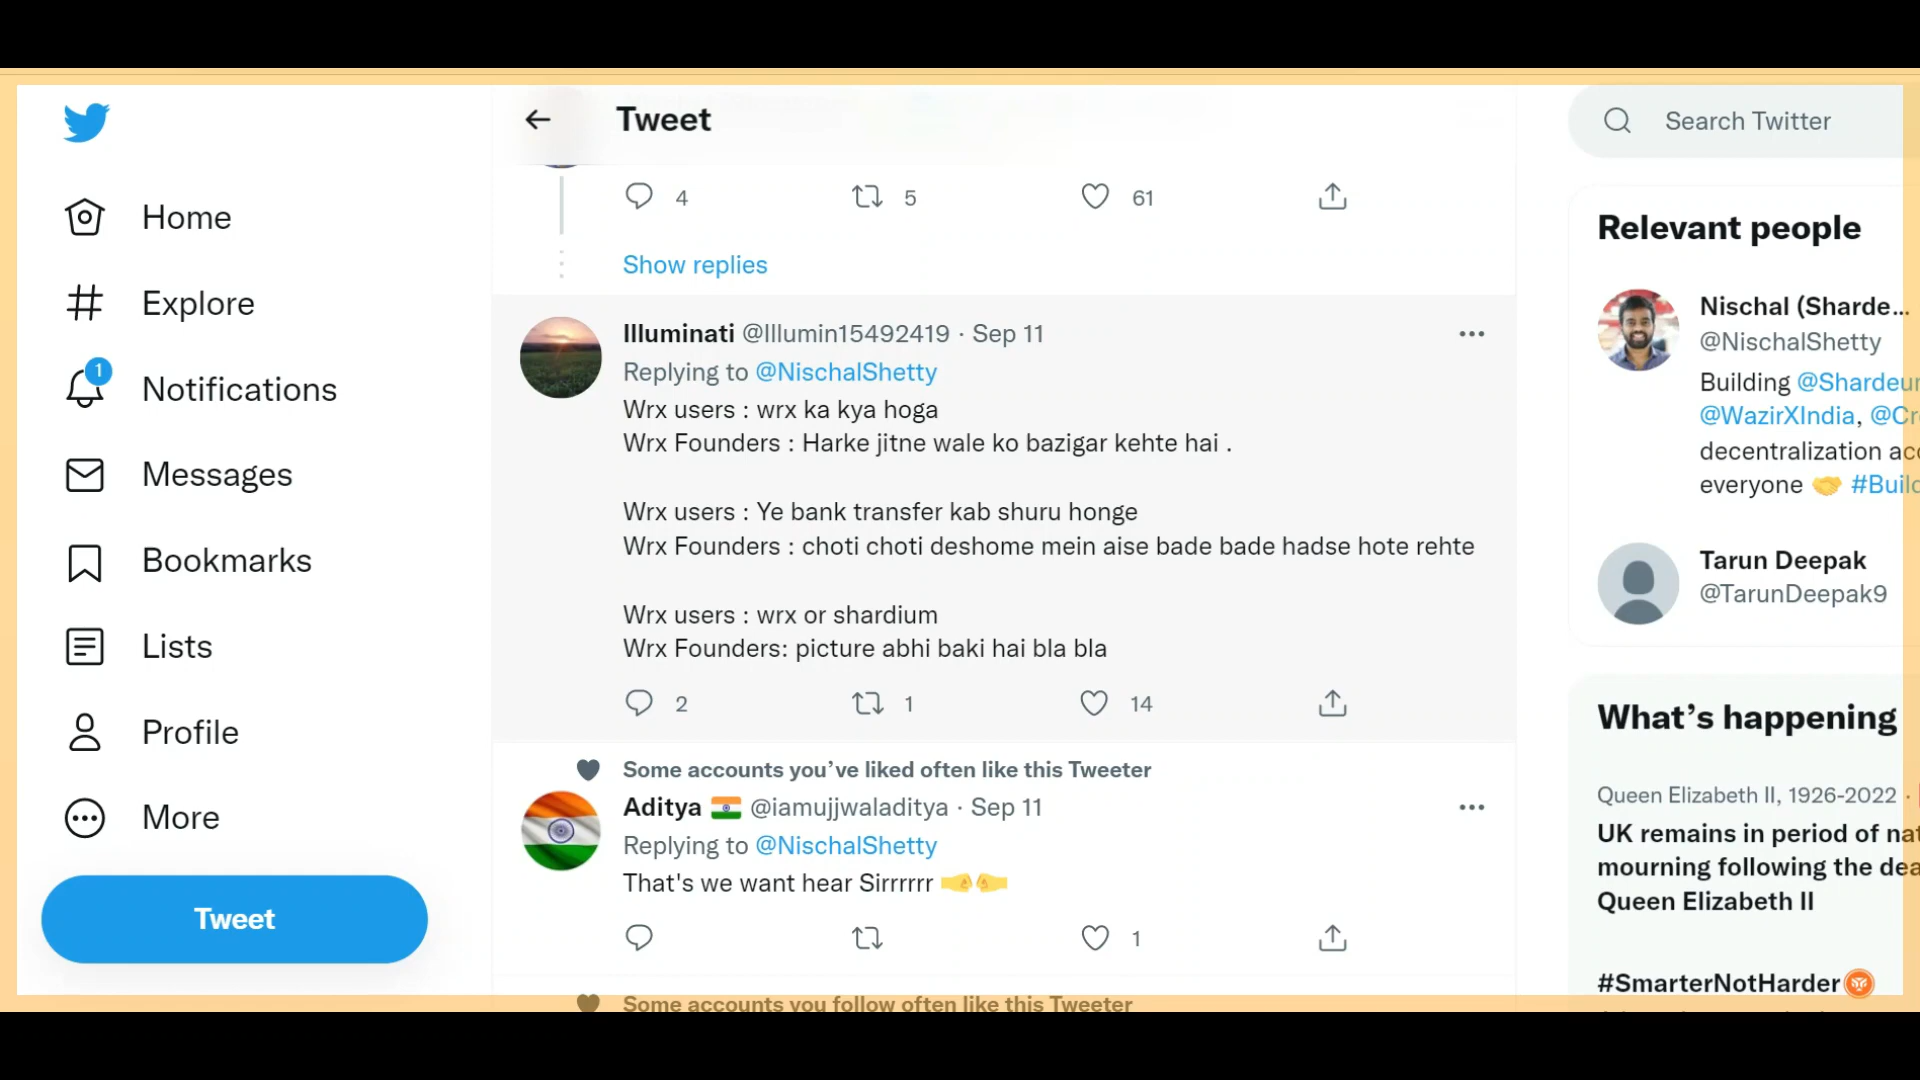 Tweet
Search Twitter
Home
Explore
1
Notifications
Messages
Bookmarks
Lists
Profile
More
Tweet
4 5 61
Show replies
Illuminati @Illumin15492419 · Sep 11
Replying to @NischalShetty
Wrx users : wrx ka kya hoga
Wrx Founders : Harke jitne wale ko bazigar kehte hai .
Wrx users : Ye bank transfer kab shuru honge
Wrx Founders : choti choti deshome mein aise bade bade hadse hote rehte
Wrx users : wrx or shardium
Wrx Founders: picture abhi baki hai bla bla
2 1 14
Some accounts you’ve liked often like this Tweeter
Aditya 🇮🇳 @iamujjwaladitya · Sep 11
Replying to @NischalShetty
That's we want hear Sirrrrrr 🤜🤛
1
Some accounts you follow often like this Tweeter
Relevant people
Nischal (Sharde...
@NischalShetty
Building @Shardeu
@WazirXIndia, @Cr
decentralization acc
everyone 🤝 #Build
Tarun Deepak
@TarunDeepak9
What’s happening
Queen Elizabeth II, 1926-2022 ·
UK remains in period of nat
mourning following the dea
Queen Elizabeth II
#SmarterNotHarder